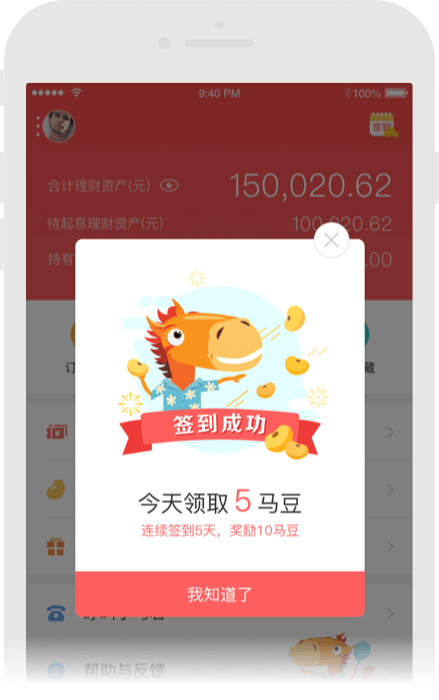 9:40 PM
100%
签到
合计理财资产(元)
150,020.62
待起息理财资产(元)
100,020.62
持有
.00
订
藏
签到成功
今天领取 5 马豆
连续签到5天，奖励10马豆
我知道了
帮助与反馈